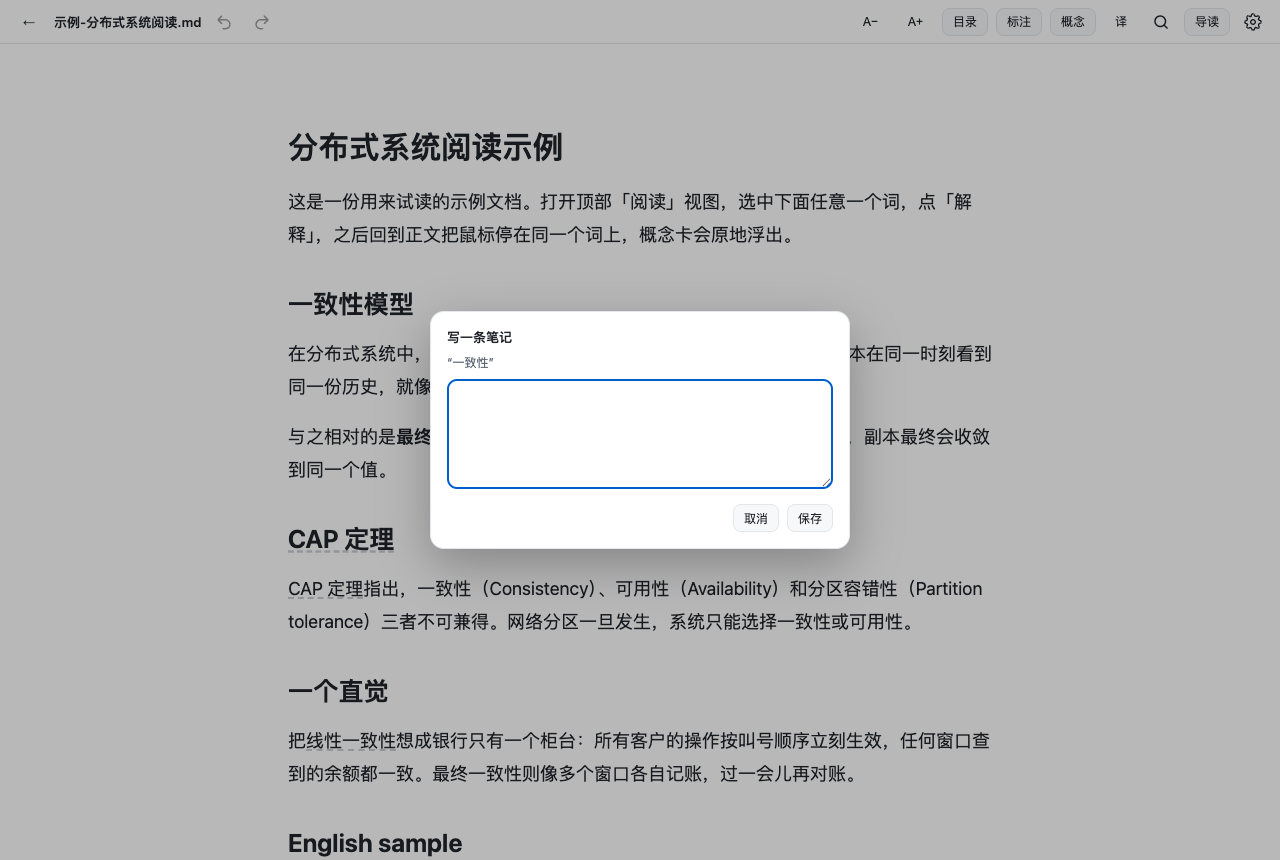 ← 示例-分布式系统阅读.md A− A+ 目录 标注 概念 译 导读
分布式系统阅读示例
这是一份用来试读的示例文档。打开顶部「阅读」视图，选中下面任意一个词，点「解
释」，之后回到正文把鼠标停在同一个词上，概念卡会原地浮出。
一致性模型
在分布式系统中， 本在同一时刻看到
同一份历史，就像
与之相对的是最终 副本最终会收敛
到同一个值。
写一条笔记
“一致性”
取消 保存
CAP 定理
CAP 定理指出，一致性（Consistency）、可用性（Availability）和分区容错性（Partition
tolerance）三者不可兼得。网络分区一旦发生，系统只能选择一致性或可用性。
一个直觉
把线性一致性想成银行只有一个柜台：所有客户的操作按叫号顺序立刻生效，任何窗口查
到的余额都一致。最终一致性则像多个窗口各自记账，过一会儿再对账。
English sample